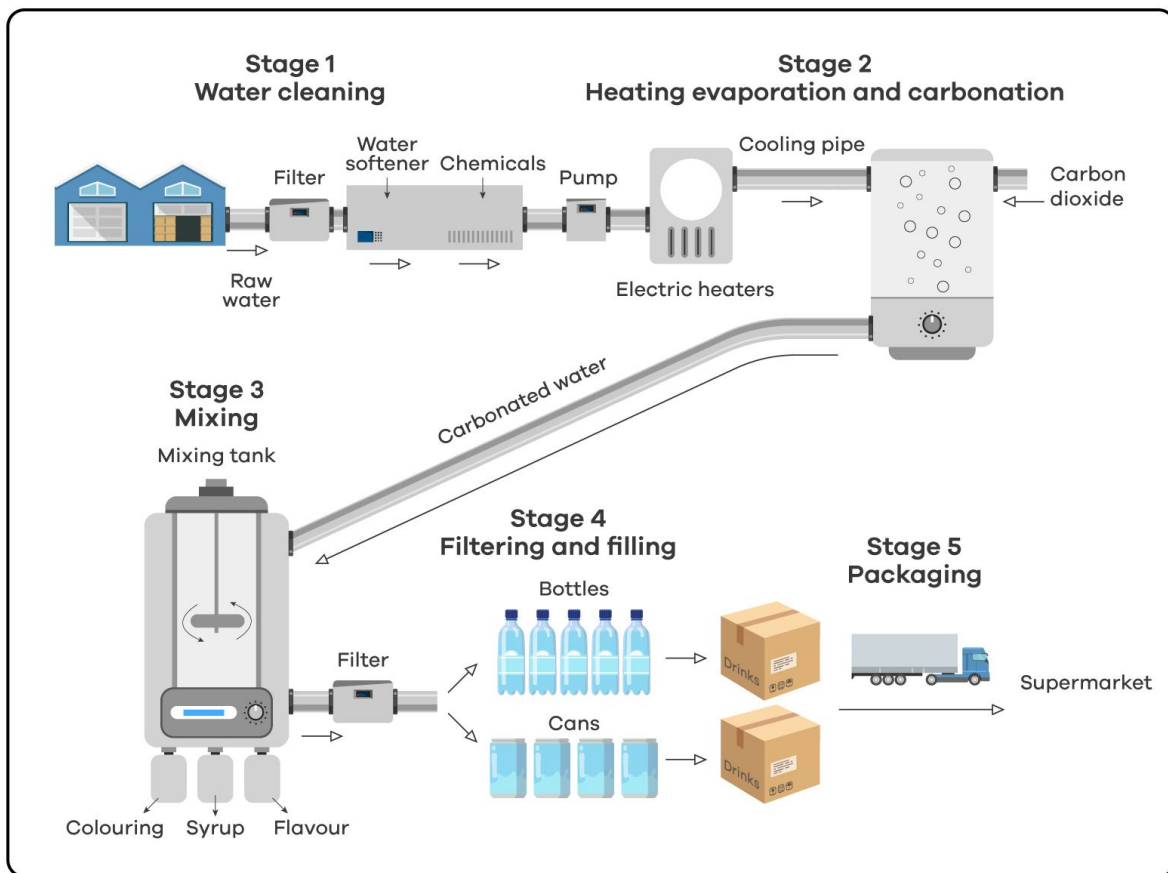 Stage 1
Water cleaning
Stage 2
Heating evaporation and carbonation
Water
softener
Chemicals
Filter
Pump
Cooling pipe
Carbon
dioxide
Raw
water
Electric heaters
Carbonated water
Stage 3
Mixing
Mixing tank
Stage 4
Filtering and filling
Stage 5
Packaging
Bottles
Filter
Drinks
Supermarket
Cans
Drinks
Colouring
Syrup
Flavour